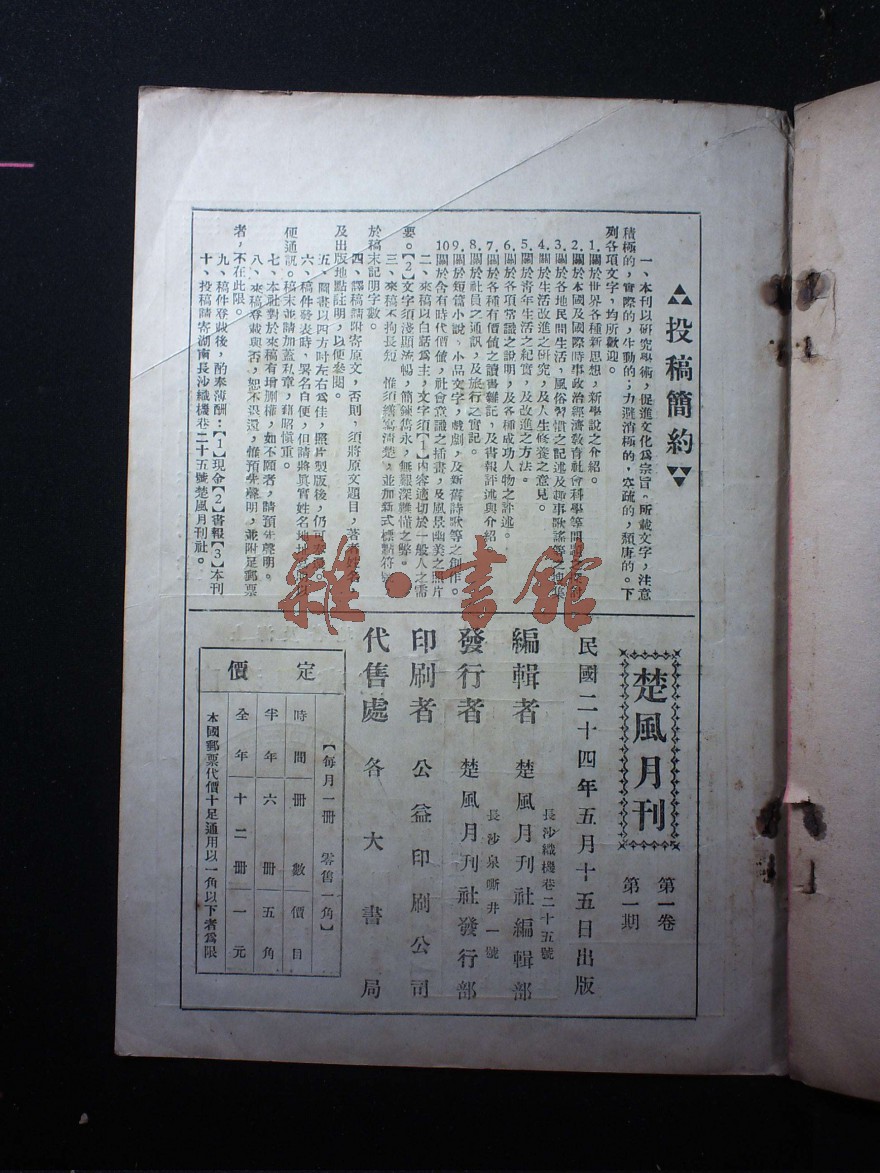 投稿簡約
一、本刊以研究學術，促進文化爲宗旨。所載文字，注意
積極的，實際的，生動的；力避消極的，空疏的，頹唐的。下
列各項文字，均所歡迎。
1.關於世界各種新思想，新學說之介紹。
2.關於本國及國際時事政治經濟敎育社會科學等問題之
3.關於各地民間生活，風俗習慣之記述及趣事歌謠等之
4.關於生活改進之研究，及人生修養之意見。
5.關於靑年生活之紀實，及改進之方法。
6.關於各項常識之說明，及各種成功人物之評述。
7.關於各種有價値之讀書雜記，及書報評述與介紹
8.關於社員之通訊，及旅行之實記。
9.關於短篇小說，小品文字，戲劇，及新舊詩歌等之創作。
10關於含有時代價値，社會意識之插畫，及風景幽美之照片
二、來稿以白話爲主，文字須【1】內容適切於一般人之需
要。【2】文字須淺顯流暢，簡鍊雋永，無艱深難懂之弊。
三、來稿不拘長短，惟須繕寫淸楚，並加新式標點符號
於稿末記明字數。
四、譯稿請附寄原文，否則，須將原文題目，著者姓名
及出版地點註明，以便參閱。
五、圖書以四方吋左右爲佳，照片製版後，仍可
六、稿件發表時，署名自便，但請將眞實姓名地址
便通訊。稿末並請加蓋私章，藉昭愼重。
七、本社對於來稿有增删權，如不願者，請預先聲明。
八、來稿登載與否，恕不退還，惟預先聲明，並附足郵票
者，不在此限。
九、稿件登載後，酌奉薄酬：【1】現金【2】書報【3】本刊
十、投稿請寄湖南長沙織機巷二十五號楚風月刊社。
楚風月刊
第一卷
第一期
民國二十四年五月十五日出版
長沙織機巷二十五號
編輯者 楚風月刊社編輯部
長沙泉嘶井一號
發行者 楚風月刊社發行部
印刷者 公益印刷公司
代售處 各大書局
定價
【每月一冊 零售一角】
時間 冊數 價目
半年 六冊 五角
全年 十二冊 一元
本國郵票代價十足通用以一角以下者爲限
雜·書館